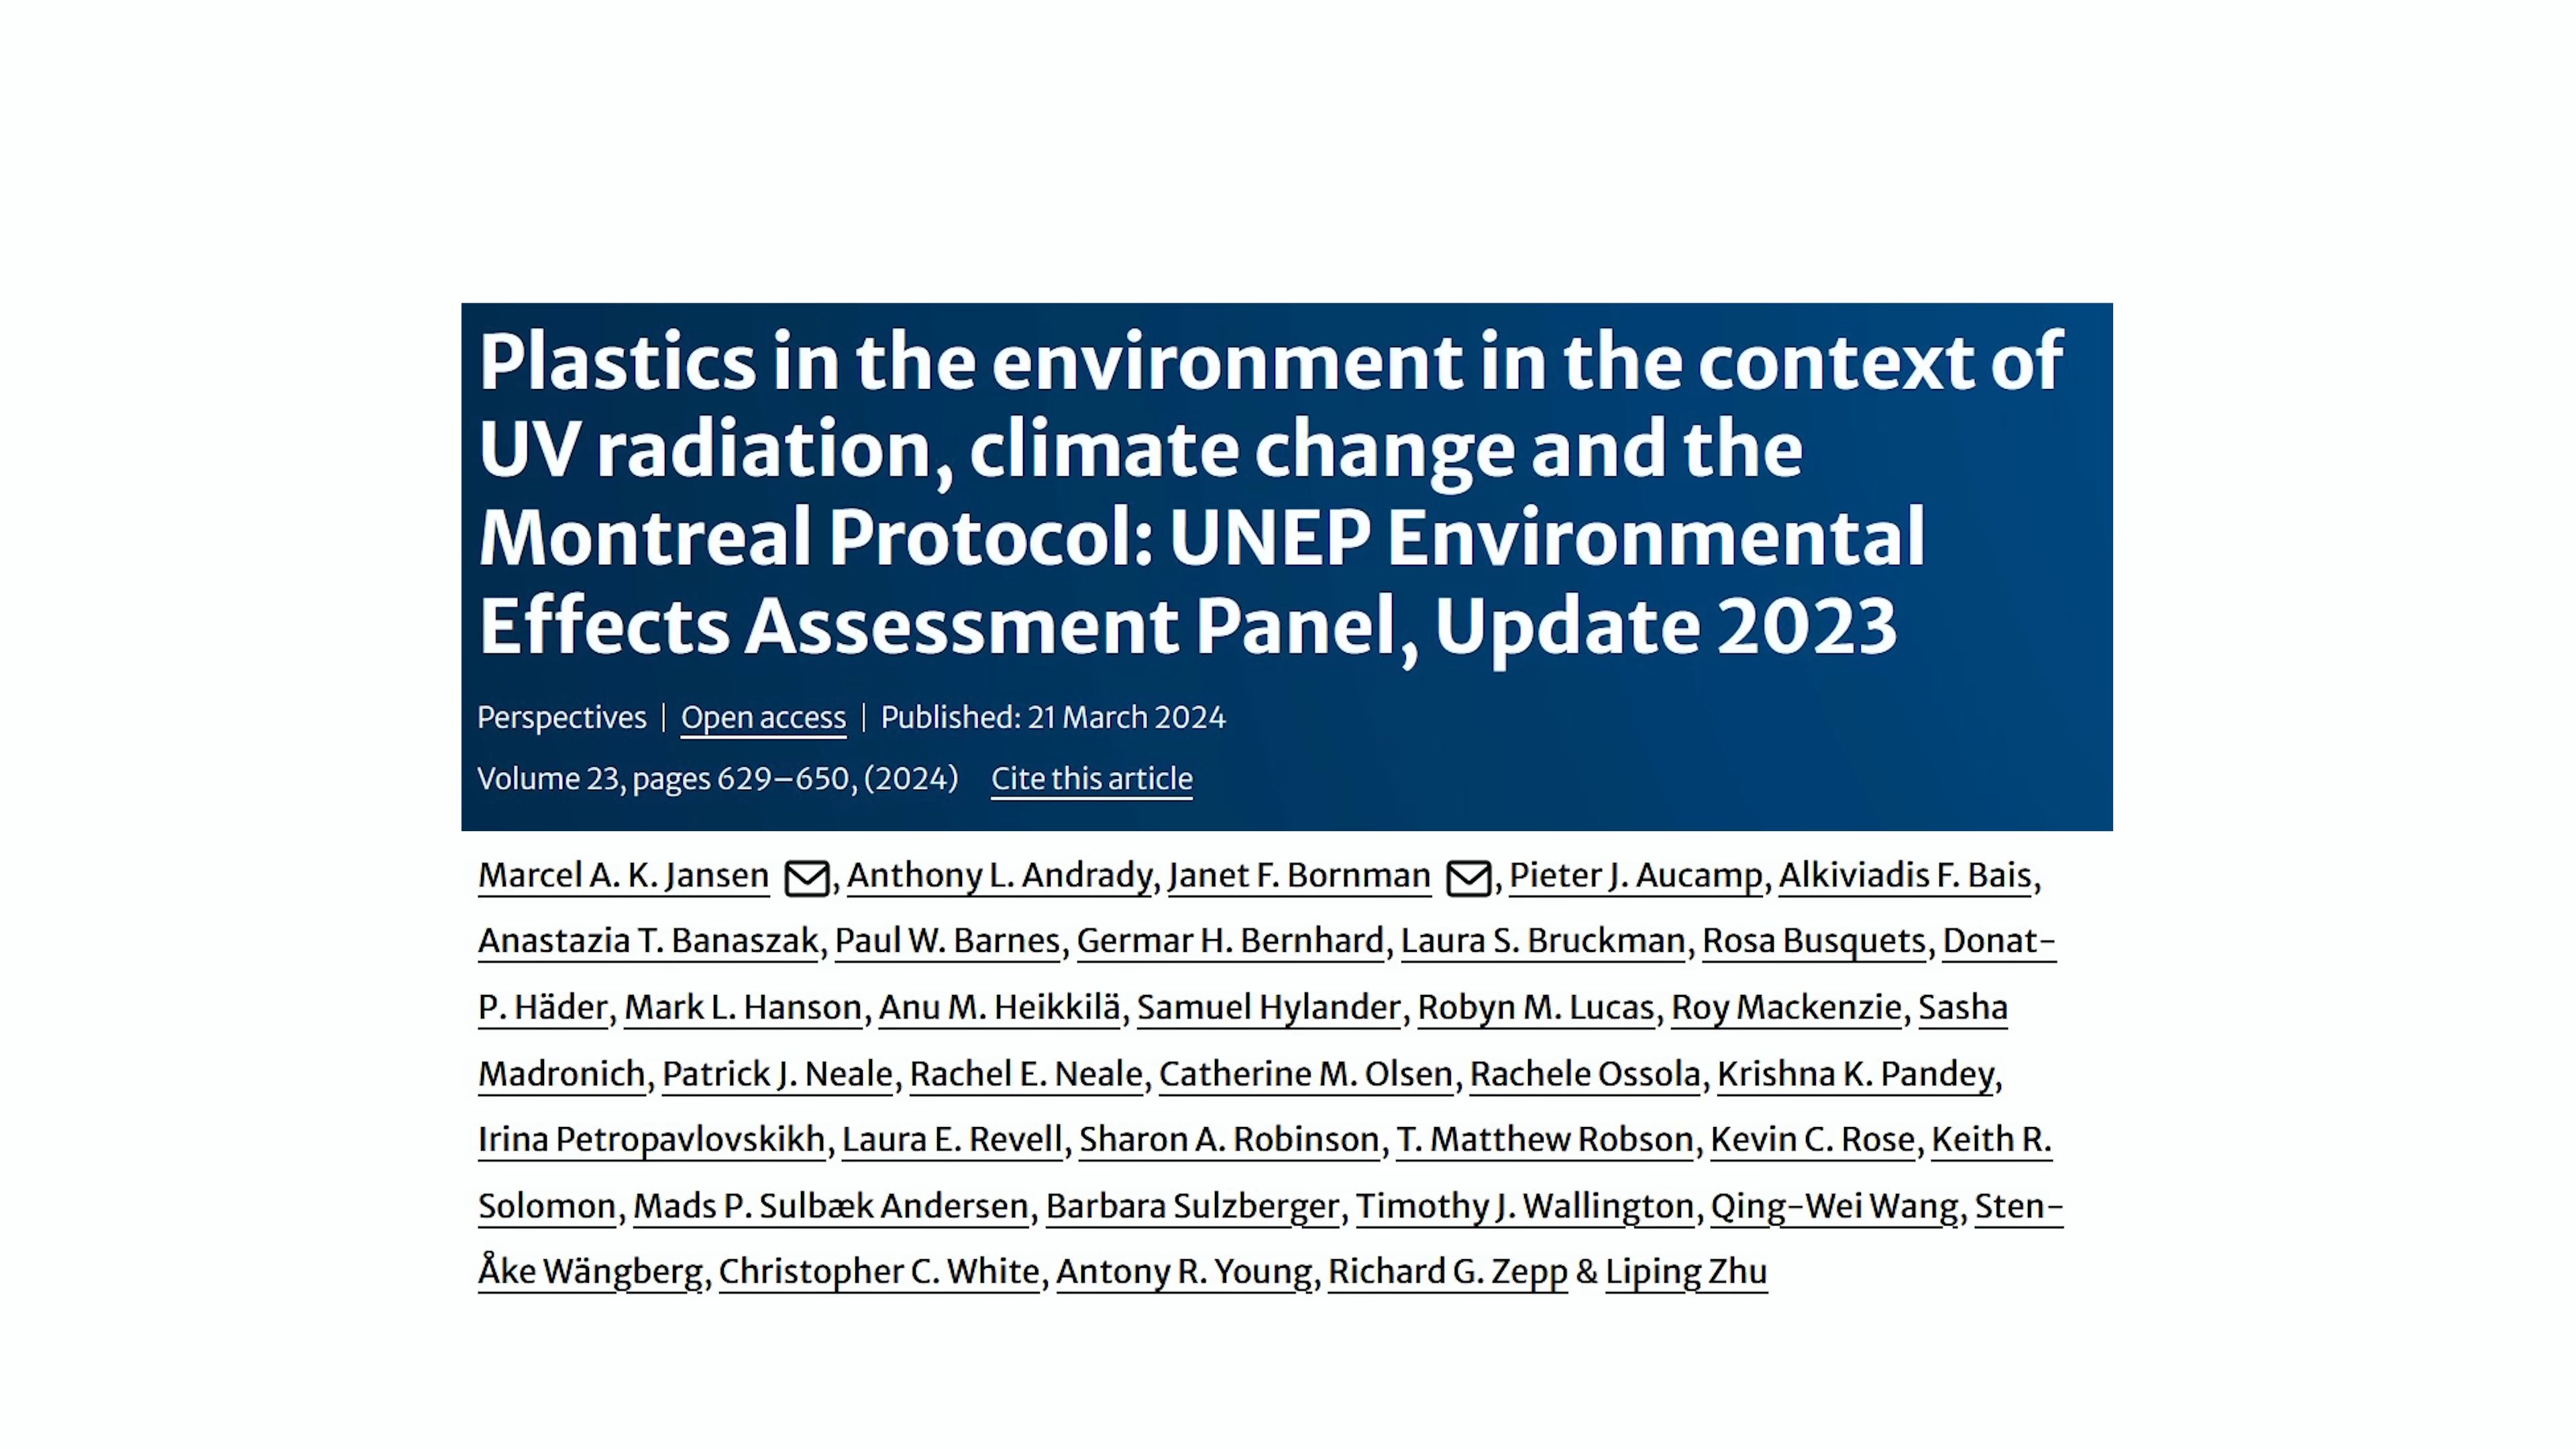 Plastics in the environment in the context of
UV radiation, climate change and the
Montreal Protocol: UNEP Environmental
Effects Assessment Panel, Update 2023
Perspectives | Open access | Published: 21 March 2024
Volume 23, pages 629–650, (2024) Cite this article
Marcel A. K. Jansen, Anthony L. Andrady, Janet F. Bornman, Pieter J. Aucamp, Alkiviadis F. Bais,
Anastazia T. Banaszak, Paul W. Barnes, Germar H. Bernhard, Laura S. Bruckman, Rosa Busquets, Donat-
P. Häder, Mark L. Hanson, Anu M. Heikkilä, Samuel Hylander, Robyn M. Lucas, Roy Mackenzie, Sasha
Madronich, Patrick J. Neale, Rachel E. Neale, Catherine M. Olsen, Rachele Ossola, Krishna K. Pandey,
Irina Petropavlovskikh, Laura E. Revell, Sharon A. Robinson, T. Matthew Robson, Kevin C. Rose, Keith R.
Solomon, Mads P. Sulbæk Andersen, Barbara Sulzberger, Timothy J. Wallington, Qing-Wei Wang, Sten-
Åke Wängberg, Christopher C. White, Antony R. Young, Richard G. Zepp & Liping Zhu